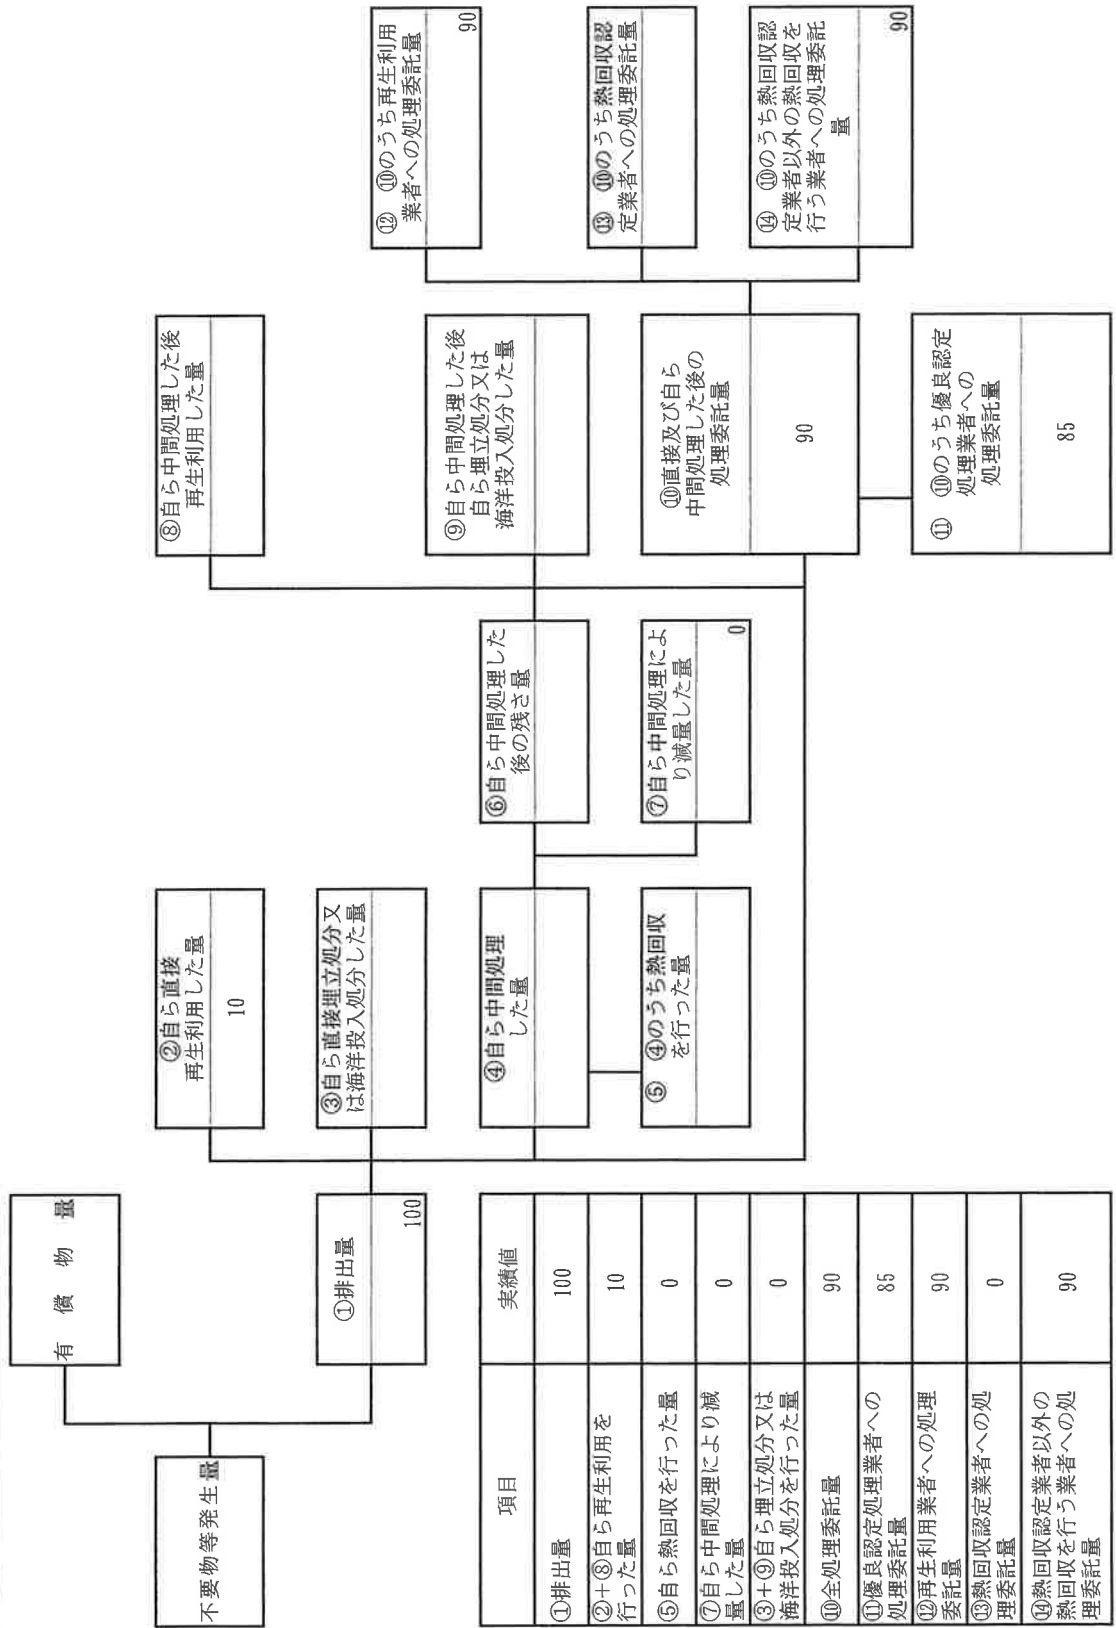 有償物量
不要物等発生量
①排出量
100
②自ら直接
再生利用した量
10
③自ら直接埋立処分又
は海洋投入処分した量
④自ら中間処理
した量
⑤ ④のうち熱回収
を行った量
⑥自ら中間処理した
後の残さ量
⑦自ら中間処理によ
り減量した量
0
⑧自ら中間処理した後
再生利用した量
⑨自ら中間処理した後
自ら埋立処分又は
海洋投入処分した量
⑩直接及び自ら
中間処理した後の
処理委託量
90
⑪ ⑩のうち優良認定
処理業者への
処理委託量
85
⑫ ⑩のうち再生利用
業者への処理委託量
90
⑬ ⑩のうち熱回収認
定業者への処理委託量
⑭ ⑩のうち熱回収認
定業者以外の熱回収を
行う業者への処理委託
量
90
項目 実績値
①排出量 100
②+⑧自ら再生利用を
行った量 10
⑤自ら熱回収を行った量 0
⑦自ら中間処理により減
量した量 0
③+⑨自ら埋立処分又は
海洋投入処分を行った量 0
⑩全処理委託量 90
⑪優良認定処理業者への
処理委託量 85
⑫再生利用業者への処理
委託量 90
⑬熱回収認定業者への処
理委託量 0
⑭熱回収認定業者以外の
熱回収を行う業者への処
理委託量 90